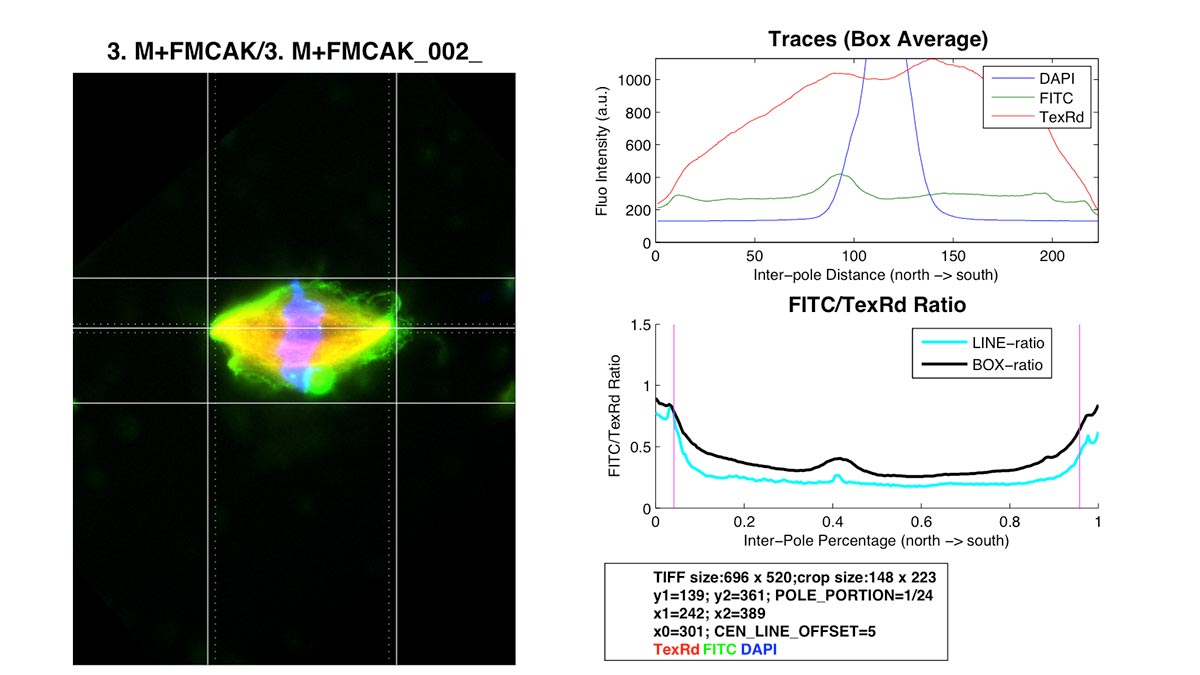 3. M+FMCAK/3. M+FMCAK_002_
Traces (Box Average)
1000
800
600
400
200
0
Fluo Intensity (a.u.)
DAPI
FITC
TexRd
0 50 100 150 200
Inter-pole Distance (north -> south)
FITC/TexRd Ratio
1.5
1
0.5
0
FITC/TexRd Ratio
LINE-ratio
BOX-ratio
0 0.2 0.4 0.6 0.8 1
Inter-Pole Percentage (north -> south)
TIFF size:696 x 520;crop size:148 x 223
y1=139; y2=361; POLE_PORTION=1/24
x1=242; x2=389
x0=301; CEN_LINE_OFFSET=5
TexRd FITC DAPI